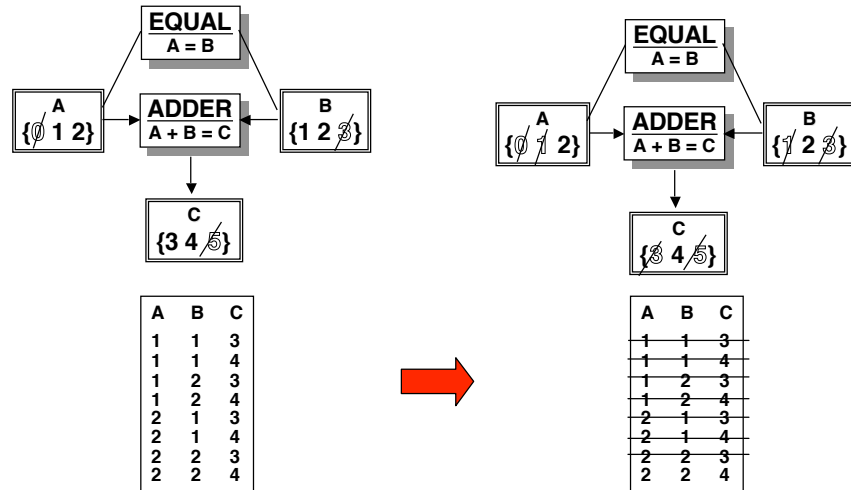 EQUAL
A = B
A
{0 1 2}
ADDER
A + B = C
B
{1 2 3}
C
{3 4 5}
A B C
1 1 3
1 1 4
1 2 3
1 2 4
2 1 3
2 1 4
2 2 3
2 2 4
EQUAL
A = B
A
{0 1 2}
ADDER
A + B = C
B
{1 2 3}
C
{3 4 5}
A B C
1 1 3
1 1 4
1 2 3
1 2 4
2 1 3
2 1 4
2 2 3
2 2 4